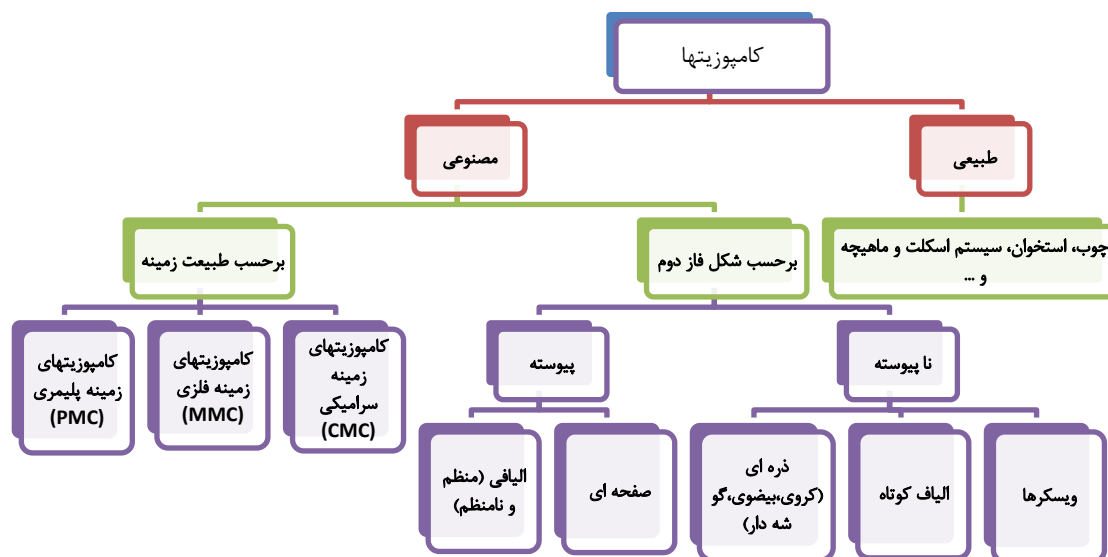 کامپوزیتها
طبیعی
مصنوعی
چوب، استخوان، سیستم اسکلت و ماهیچه
و ...
برحسب شکل فاز دوم
برحسب طبیعت زمینه
نا پیوسته
پیوسته
کامپوزیتهای
زمینه
سرامیکی
(CMC)
کامپوزیتهای
زمینه فلزی
(MMC)
کامپوزیتهای
زمینه پلیمری
(PMC)
ویسکرها
الیاف کوتاه
ذره ای
(کروی،بیضوی،گو
شه دار)
صفحه ای
الیافی (منظم
و نامنظم)